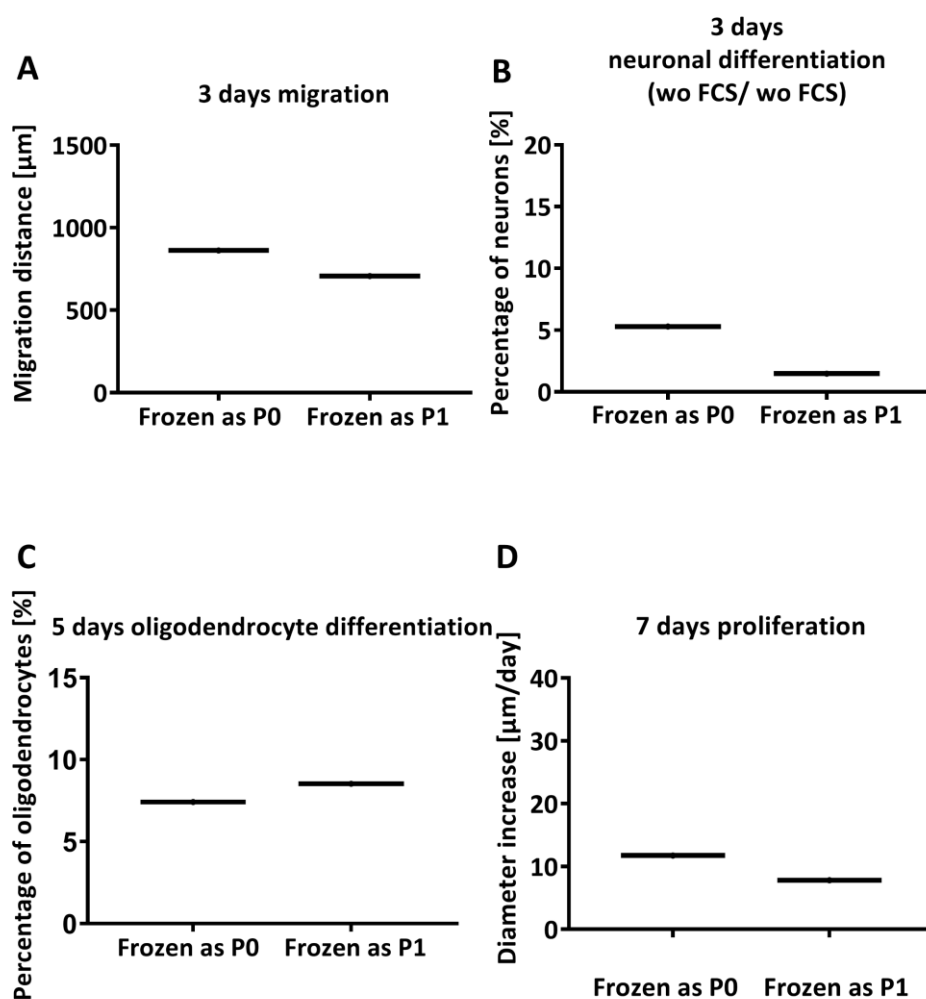 A
3 days migration
Migration distance [µm]
1500
1000
500
0
Frozen as P0
Frozen as P1
B
3 days
neuronal differentiation
(wo FCS/ wo FCS)
Percentage of neurons [%]
20
15
10
5
0
Frozen as P0
Frozen as P1
C
5 days oligodendrocyte differentiation
Percentage of oligodendrocytes [%]
15
10
5
0
Frozen as P0
Frozen as P1
D
7 days proliferation
Diameter increase [µm/day]
40
30
20
10
0
Frozen as P0
Frozen as P1